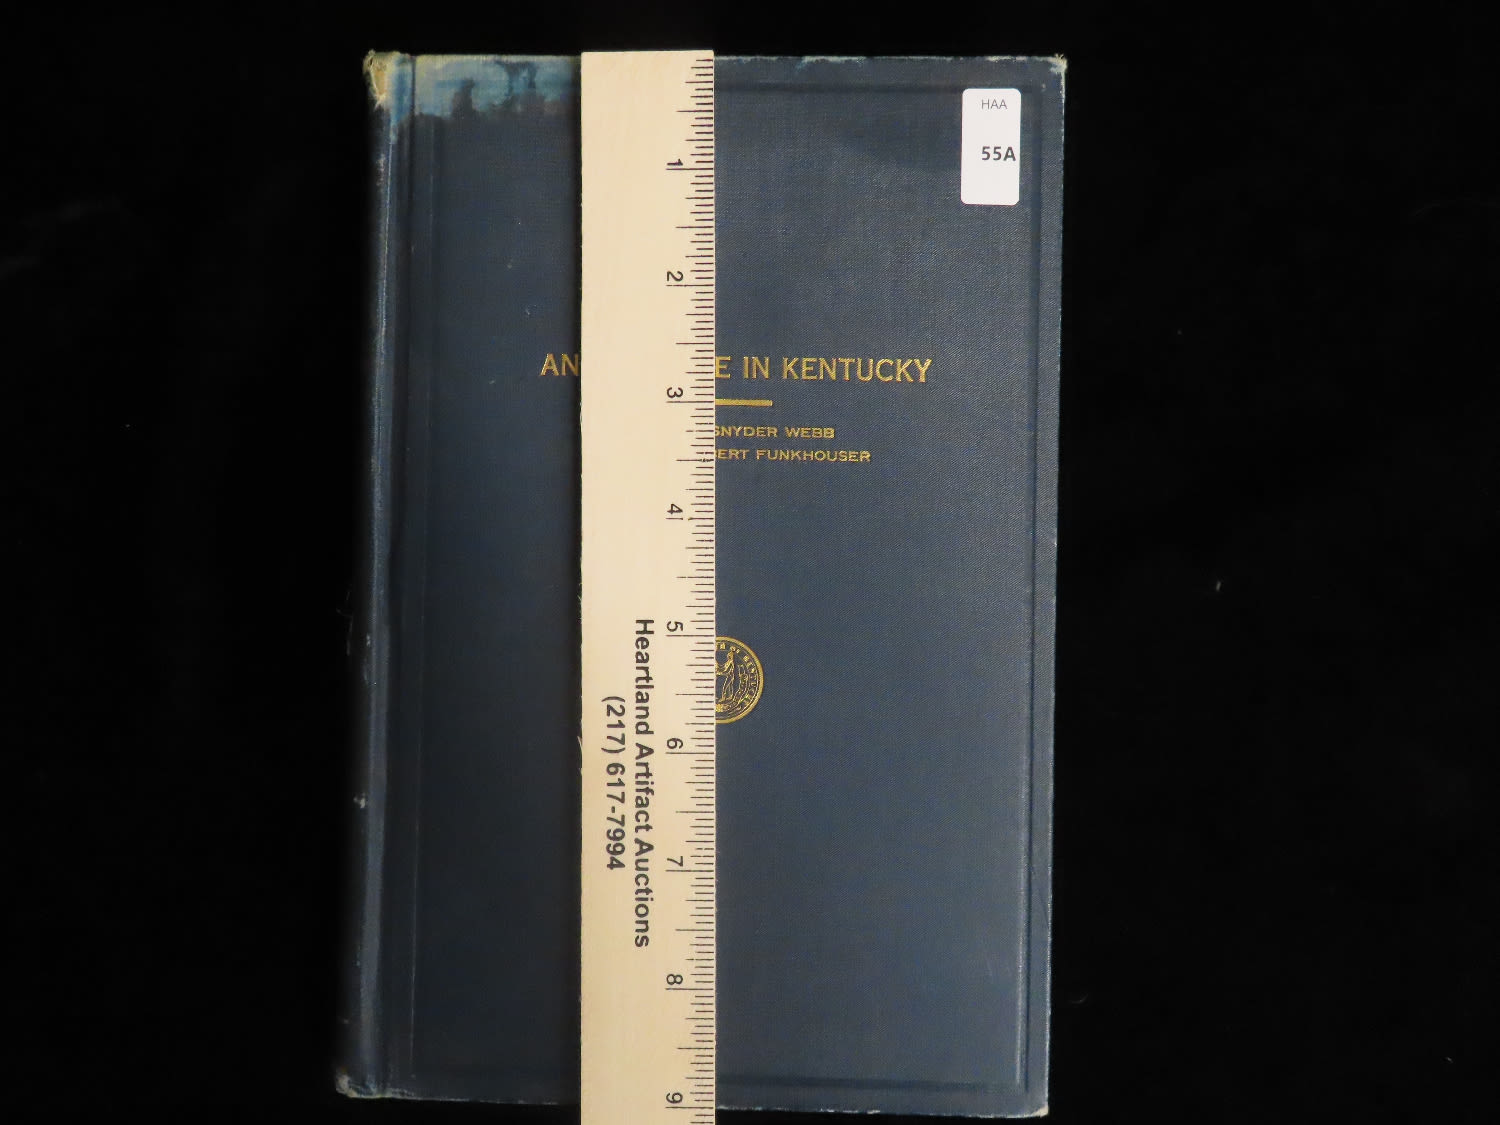 HAA
55A
AN E IN KENTUCKY
SNYDER WEBB
BERT FUNKHOUSER
1
2
3
4
5
6
7
8
9
Heartland Artifact Auctions
(217) 617-7994